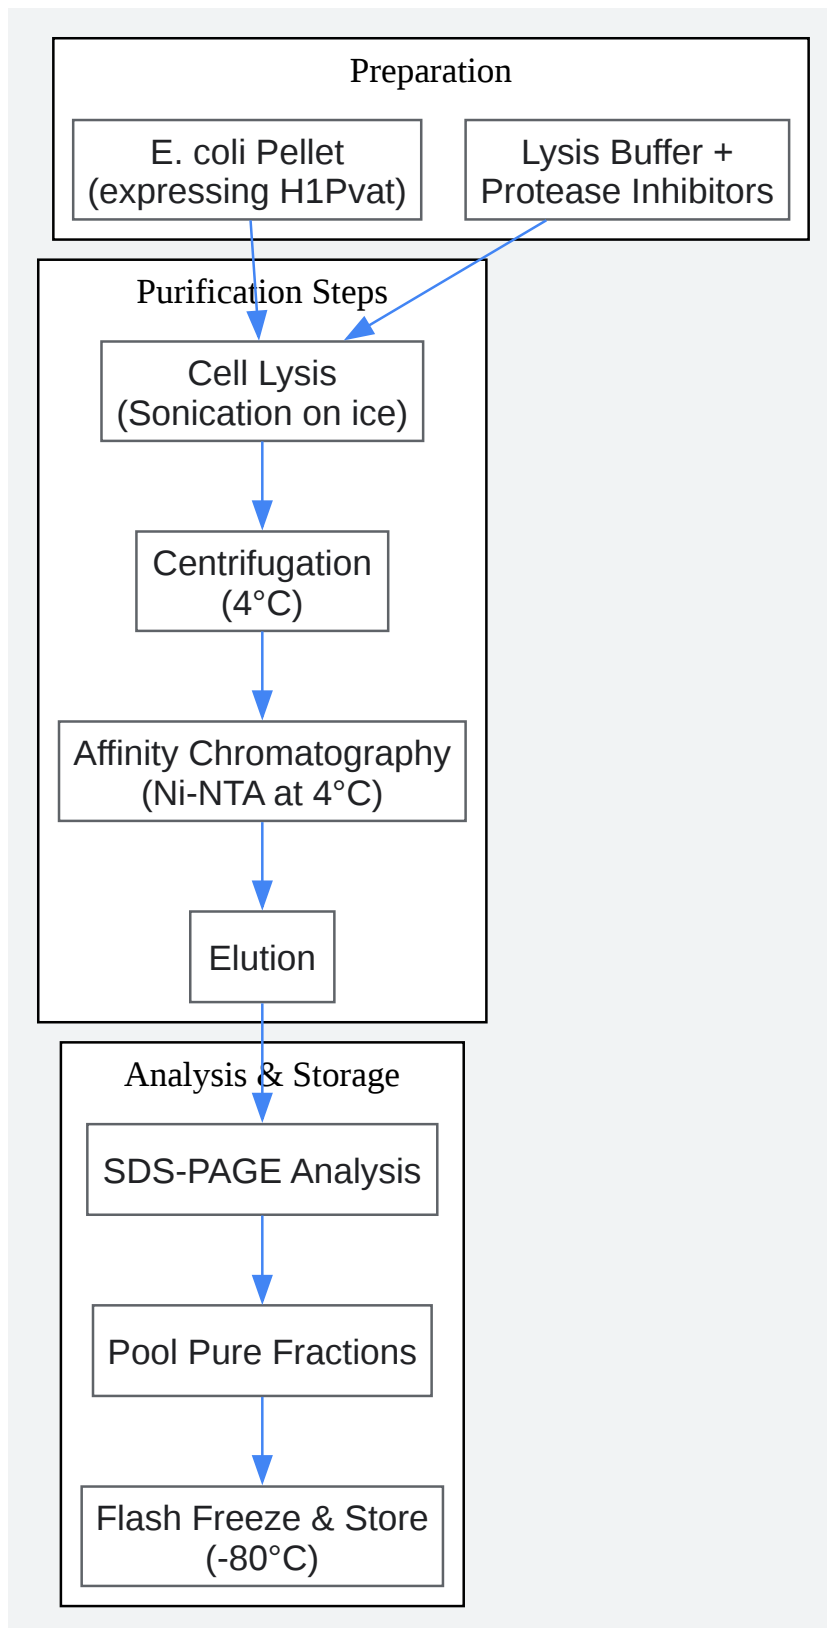 Preparation
E. coli Pellet
(expressing H1Pvat)
Lysis Buffer +
Protease Inhibitors
Purification Steps
Cell Lysis
(Sonication on ice)
Centrifugation
(4°C)
Affinity Chromatography
(Ni-NTA at 4°C)
Elution
Analysis & Storage
SDS-PAGE Analysis
Pool Pure Fractions
Flash Freeze & Store
(-80°C)